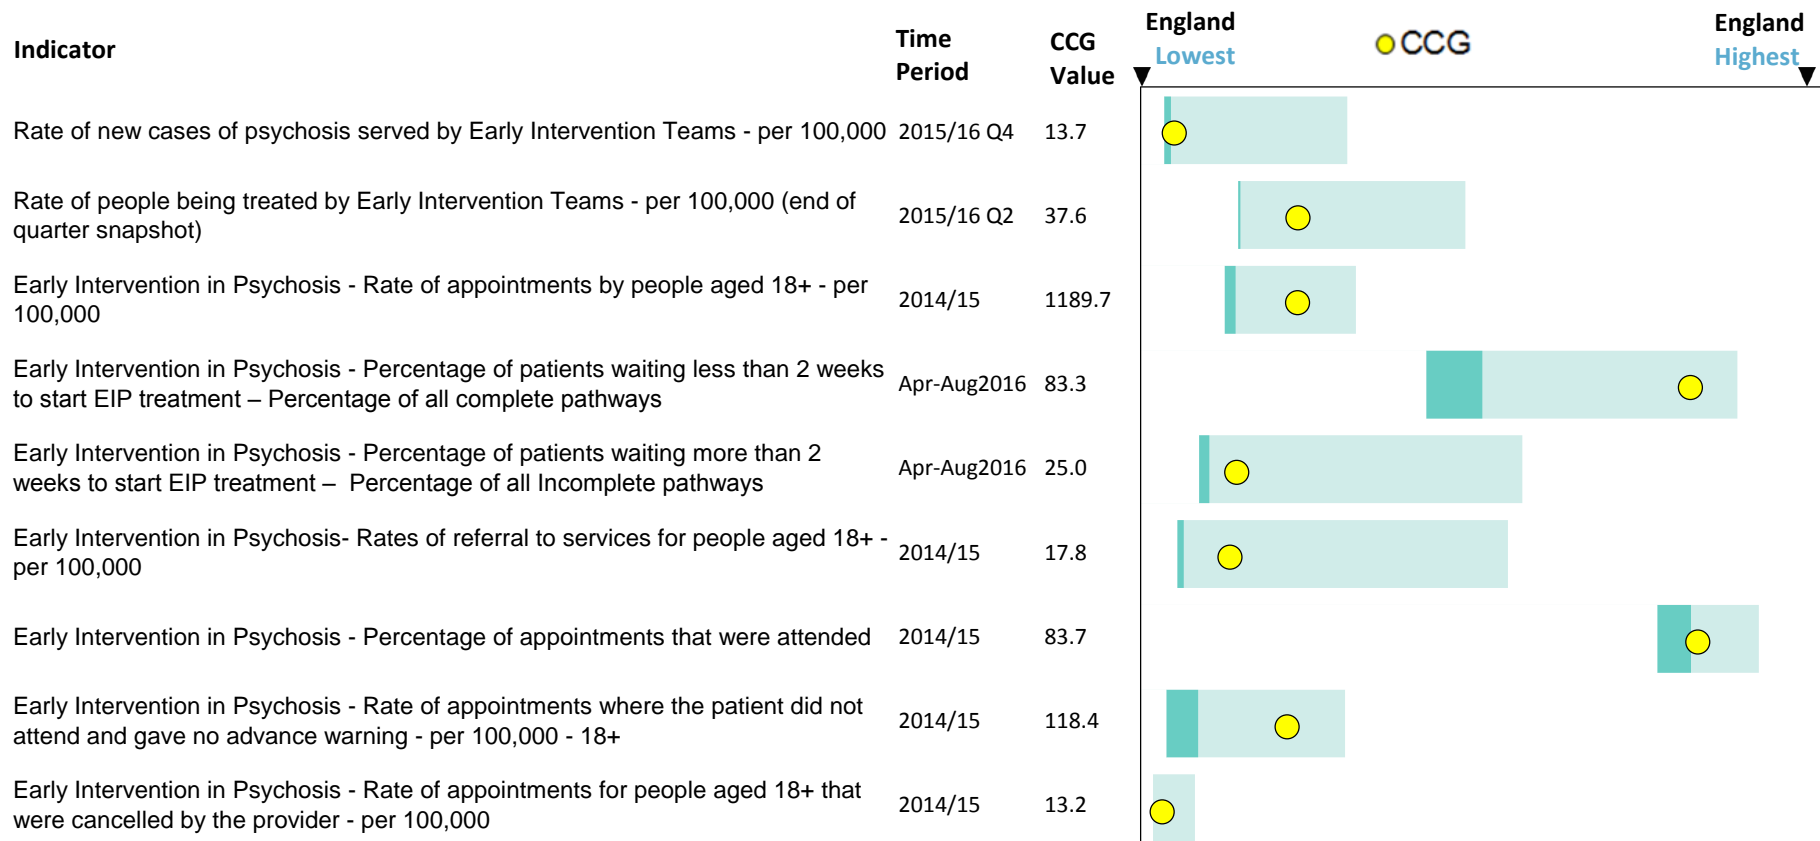 Indicator
Time
Period
CCG
Value
England
Lowest
CCG
England
Highest
Rate of new cases of psychosis served by Early Intervention Teams - per 100,000 2015/16 Q4 13.7
Rate of people being treated by Early Intervention Teams - per 100,000 (end of
quarter snapshot)
2015/16 Q2 37.6
Early Intervention in Psychosis - Rate of appointments by people aged 18+ - per
100,000
2014/15 1189.7
Early Intervention in Psychosis - Percentage of patients waiting less than 2 weeks
to start EIP treatment – Percentage of all complete pathways
Apr-Aug2016 83.3
Early Intervention in Psychosis - Percentage of patients waiting more than 2
weeks to start EIP treatment – Percentage of all Incomplete pathways
Apr-Aug2016 25.0
Early Intervention in Psychosis- Rates of referral to services for people aged 18+ -
per 100,000
2014/15 17.8
Early Intervention in Psychosis - Percentage of appointments that were attended 2014/15 83.7
Early Intervention in Psychosis - Rate of appointments where the patient did not
attend and gave no advance warning - per 100,000 - 18+
2014/15 118.4
Early Intervention in Psychosis - Rate of appointments for people aged 18+ that
were cancelled by the provider - per 100,000
2014/15 13.2